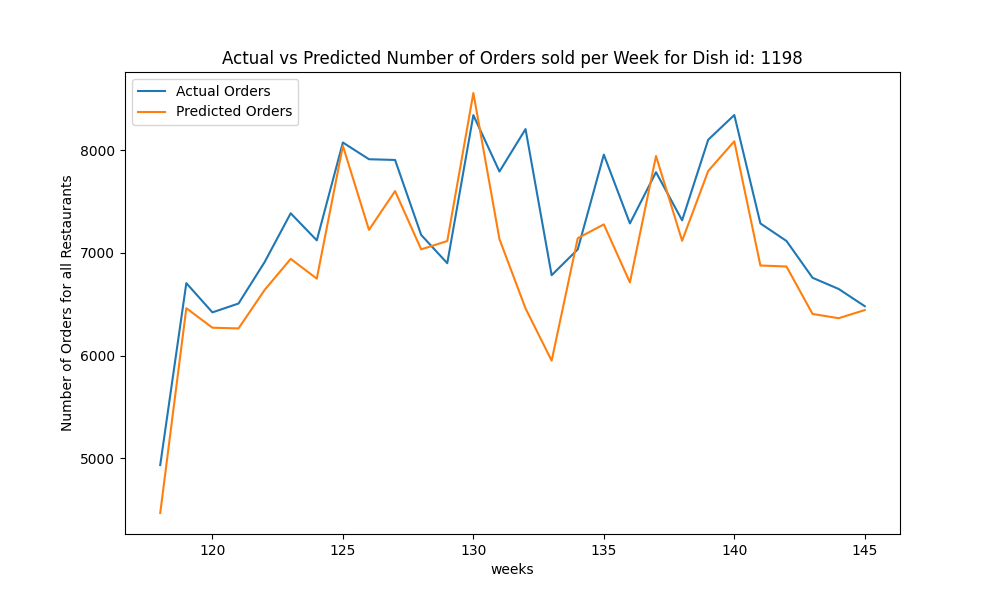 Actual vs Predicted Number of Orders sold per Week for Dish id: 1198
Actual Orders
Predicted Orders
Number of Orders for all Restaurants
8000
7000
6000
5000
120 125 130 135 140 145
weeks